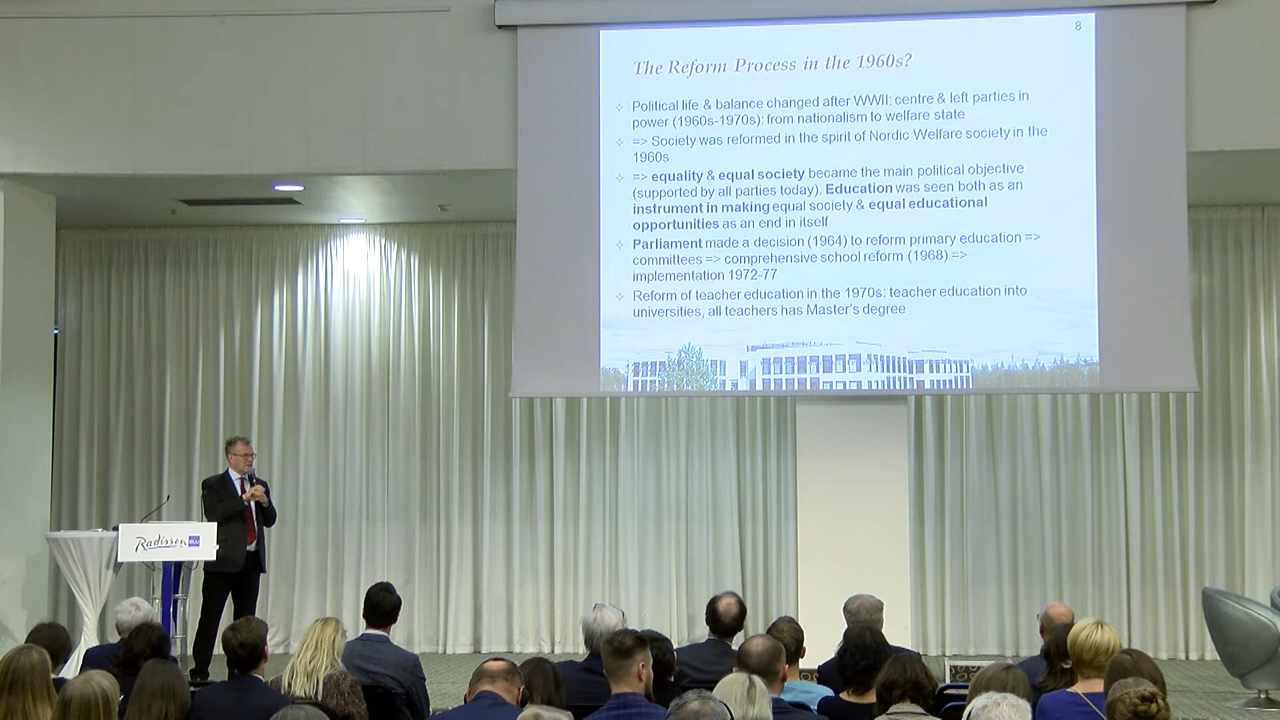 8
The Reform Process in the 1960s?
Political life & balance changed after WWII: centre & left parties in
power (1960s-1970s): from nationalism to welfare state
=> Society was reformed in the spirit of Nordic Welfare society in the
1960s
=> equality & equal society became the main political objective
(supported by all parties today). Education was seen both as an
instrument in making equal society & equal educational
opportunities as an end in itself
Parliament made a decision (1964) to reform primary education =>
committees => comprehensive school reform (1968) =>
implementation 1972-77
Reform of teacher education in the 1970s: teacher education into
universities, all teachers has Master's degree
Radisson BLU